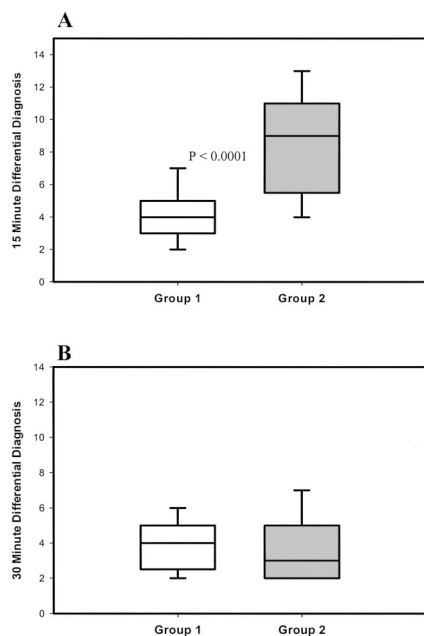 A
15 Minute Differential Diagnosis
14
12
10
8
6
4
2
0
P < 0.0001
Group 1
Group 2
B
30 Minute Differential Diagnosis
14
12
10
8
6
4
2
0
Group 1
Group 2